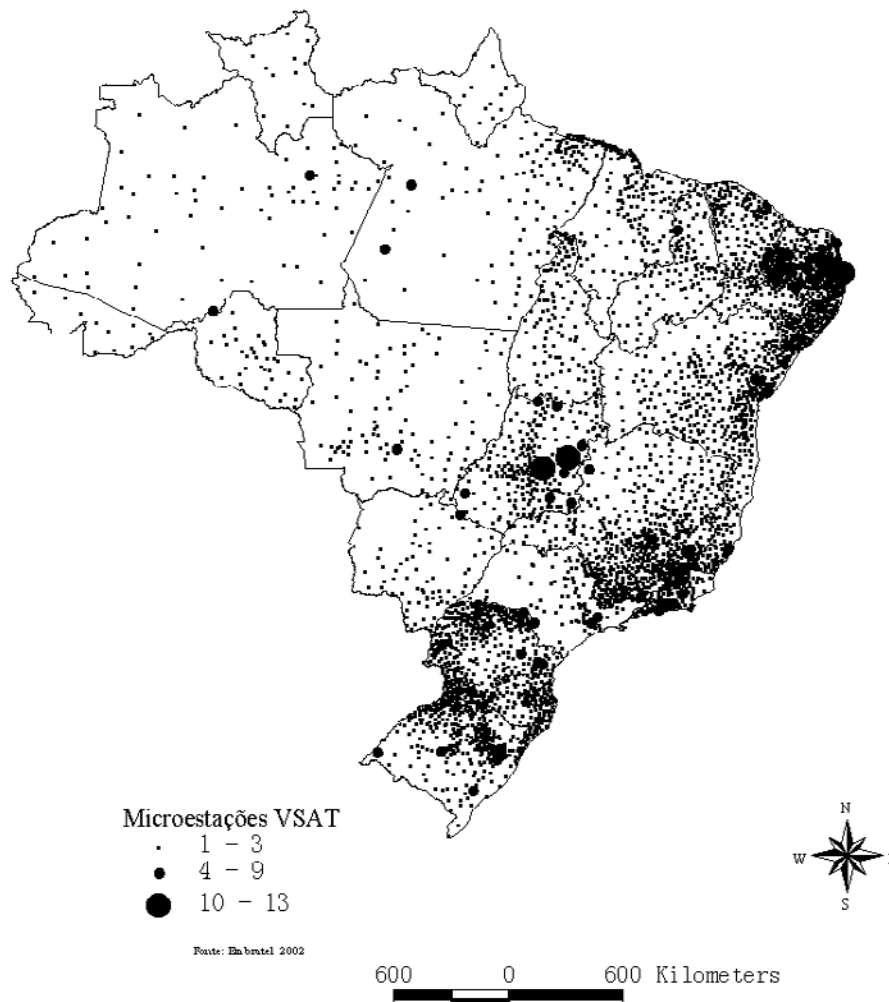 Microestações VSAT
1 - 3
4 - 9
10 - 13
Fonte: Embratel 2002
N
W
S
600 0 600 Kilometers